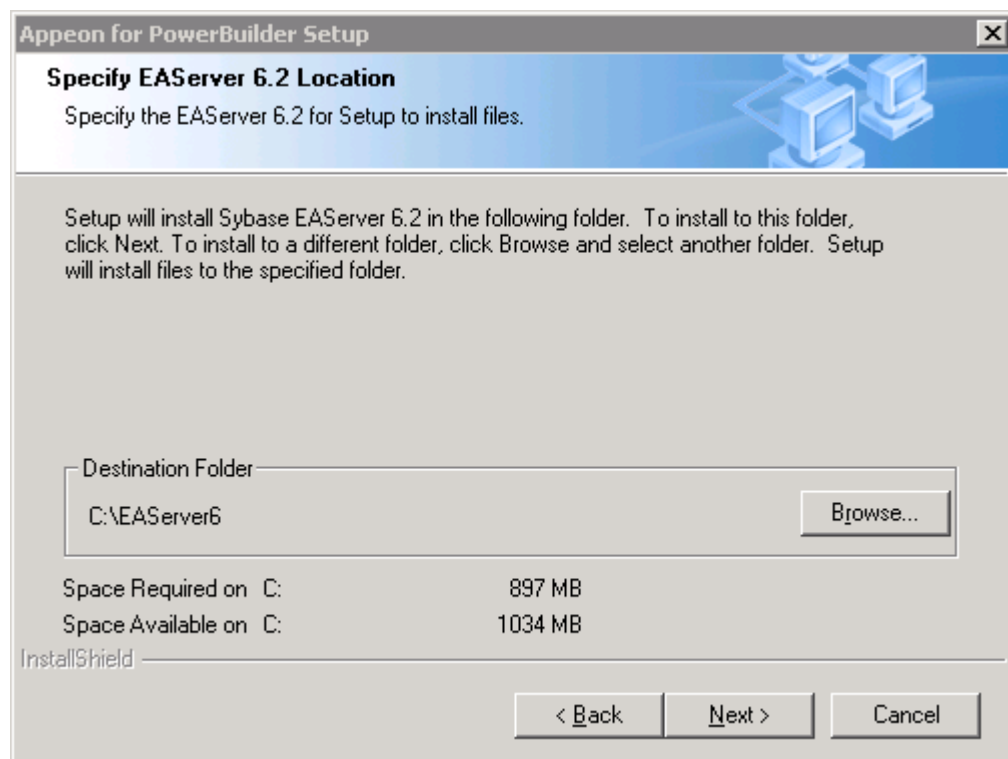 Appeon for PowerBuilder Setup
Specify EAServer 6.2 Location
Specify the EAServer 6.2 for Setup to install files.
Setup will install Sybase EAServer 6.2 in the following folder.  To install to this folder,
click Next. To install to a different folder, click Browse and select another folder.  Setup
will install files to the specified folder.
Destination Folder
C:\EAServer6
Browse...
Space Required on  C:    897 MB
Space Available on  C:    1034 MB
InstallShield
< Back    Next >    Cancel